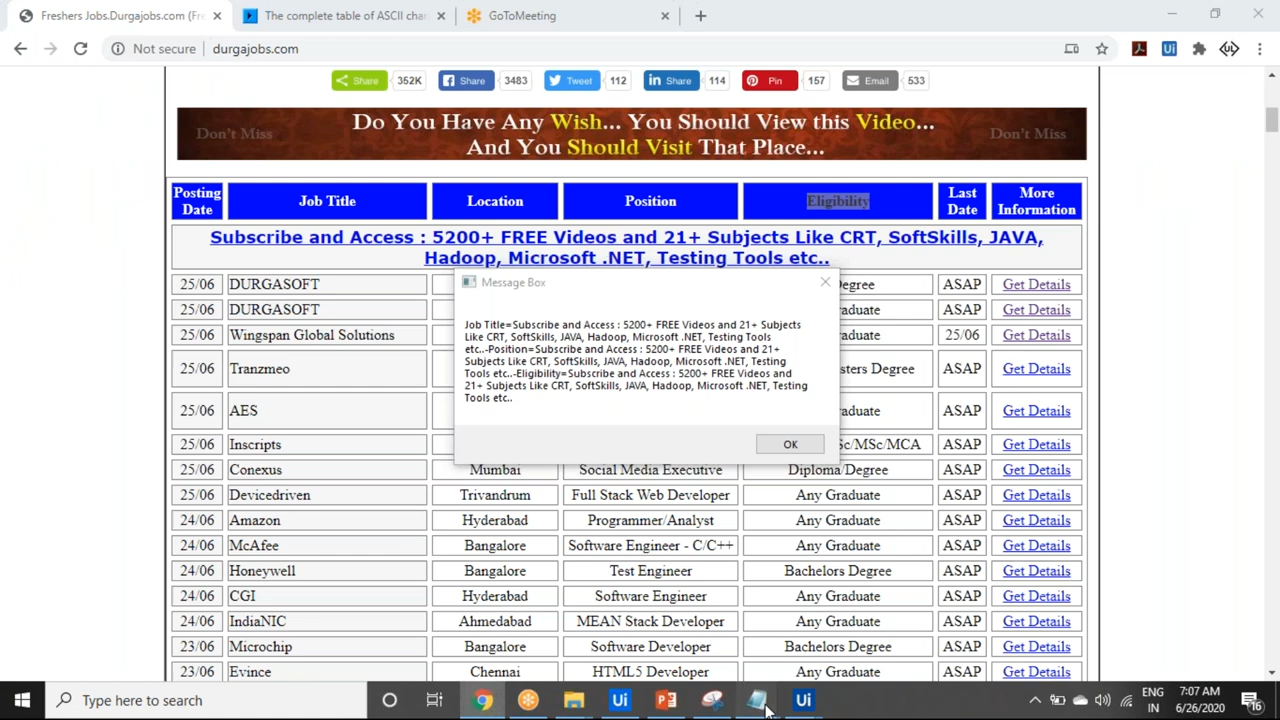 Freshers Jobs.Durgajobs.com (Fre
The complete table of ASCII char
GoToMeeting
Not secure
durgajobs.com
Share 352K Share 3483 Tweet 112 Share 114 Pin 157 Email 533
Don't Miss
Do You Have Any Wish... You Should View this Video...
And You Should Visit That Place...
Don't Miss
Posting Date Job Title Location Position Eligibility Last Date More Information
Subscribe and Access : 5200+ FREE Videos and 21+ Subjects Like CRT, SoftSkills, JAVA,
Hadoop, Microsoft .NET, Testing Tools etc..
25/06 DURGASOFT Degree ASAP Get Details
25/06 DURGASOFT raduate ASAP Get Details
25/06 Wingspan Global Solutions raduate 25/06 Get Details
25/06 Tranzmeo sters Degree ASAP Get Details
25/06 AES raduate ASAP Get Details
25/06 Inscripts Sc/MSc/MCA ASAP Get Details
Message Box
Job Title=Subscribe and Access : 5200+ FREE Videos and 21+ Subjects
Like CRT, SoftSkills, JAVA, Hadoop, Microsoft .NET, Testing Tools
etc..-Position=Subscribe and Access : 5200+ FREE Videos and 21+
Subjects Like CRT, SoftSkills, JAVA, Hadoop, Microsoft .NET, Testing
Tools etc..-Eligibility=Subscribe and Access : 5200+ FREE Videos and
21+ Subjects Like CRT, SoftSkills, JAVA, Hadoop, Microsoft .NET, Testing
Tools etc..
OK
25/06 Conexus Mumbai Social Media Executive Diploma/Degree ASAP Get Details
25/06 Devicedriven Trivandrum Full Stack Web Developer Any Graduate ASAP Get Details
24/06 Amazon Hyderabad Programmer/Analyst Any Graduate ASAP Get Details
24/06 McAfee Bangalore Software Engineer - C/C++ Any Graduate ASAP Get Details
24/06 Honeywell Bangalore Test Engineer Bachelors Degree ASAP Get Details
24/06 CGI Hyderabad Software Engineer Any Graduate ASAP Get Details
24/06 IndiaNIC Ahmedabad MEAN Stack Developer Any Graduate ASAP Get Details
23/06 Microchip Bangalore Software Developer Bachelors Degree ASAP Get Details
23/06 Evince Chennai HTML5 Developer Any Graduate ASAP Get Details
Type here to search
Ui
Ui
ENG
IN
7:07 AM
6/26/2020
16